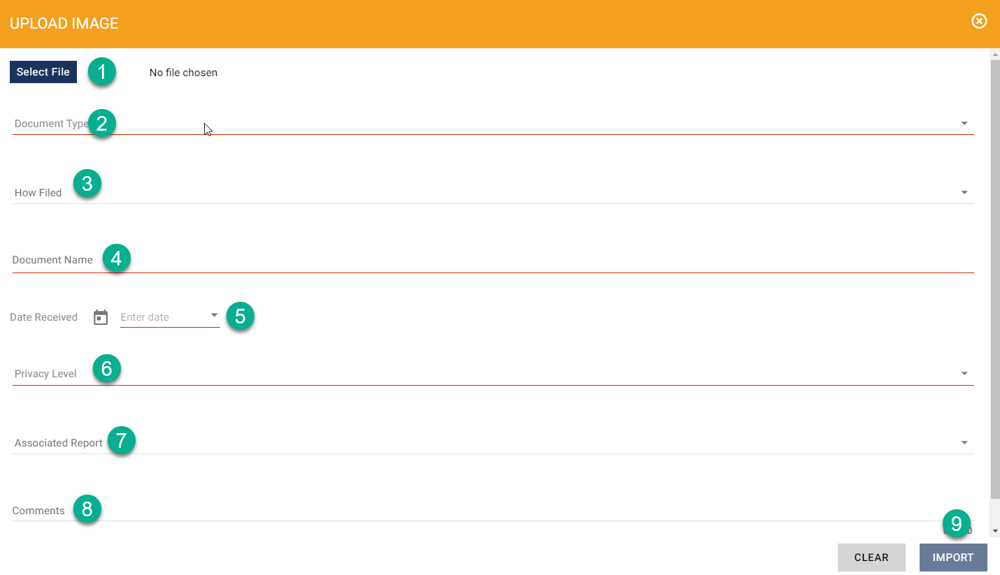 UPLOAD IMAGE
Select File 1 No file chosen
Document Type 2
How Filed 3
Document Name 4
Date Received Enter date 5
Privacy Level 6
Associated Report 7
Comments 8
9
CLEAR IMPORT